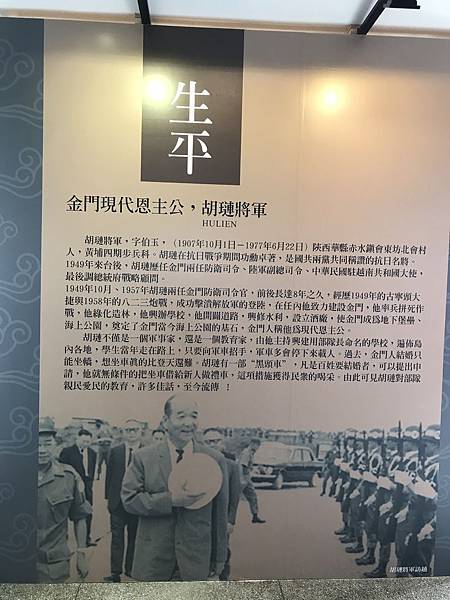 生平
金門現代恩主公，胡璉將軍
HULIEN
胡璉將軍，字伯玉，（1907年10月1日－1977年6月22日）陝西華縣赤水鎮會東坊北會村
人，黃埔四期步兵科。胡璉在抗日戰爭期間功勳卓著，是國共兩黨共同稱讚的抗日名將。
1949年來台後，胡璉歷任金門兩任防衛司令、陸軍副總司令、中華民國駐越南共和國大使，
最後調總統府戰略顧問。
1949年10月、1957年胡璉兩任金門防衛司令官，前後長達8年之久，經歷1949年的古寧頭大
捷與1958年的八二三砲戰，成功擊潰解放軍的登陸，在任內他致力建設金門，他率兵拼死作
戰，他綠化造林，他興辦學校，他開闢道路，興修水利，設立酒廠，使金門成為地下堡壘、
海上公園，奠定了金門當今海上公園的基石，金門人稱他為現代恩主公。
胡璉不僅是一個軍事家，還是一個教育家，由他主持興建用部隊長命名的學校，遍佈島
內各地，學生當年走在路上，只要向軍車招手，軍車多會停下來載人。過去，金門人結婚只
能坐轎，想坐車真的比登天還難。胡璉有一部“黑頭車”，凡是百姓要結婚者，可以提出申
請，他就無條件的把坐車借給新人做禮車，這項措施獲得民眾的喝采。由此可見胡璉對部隊
親民愛民的教育，許多佳話，至今流傳！
胡璉將軍訪越